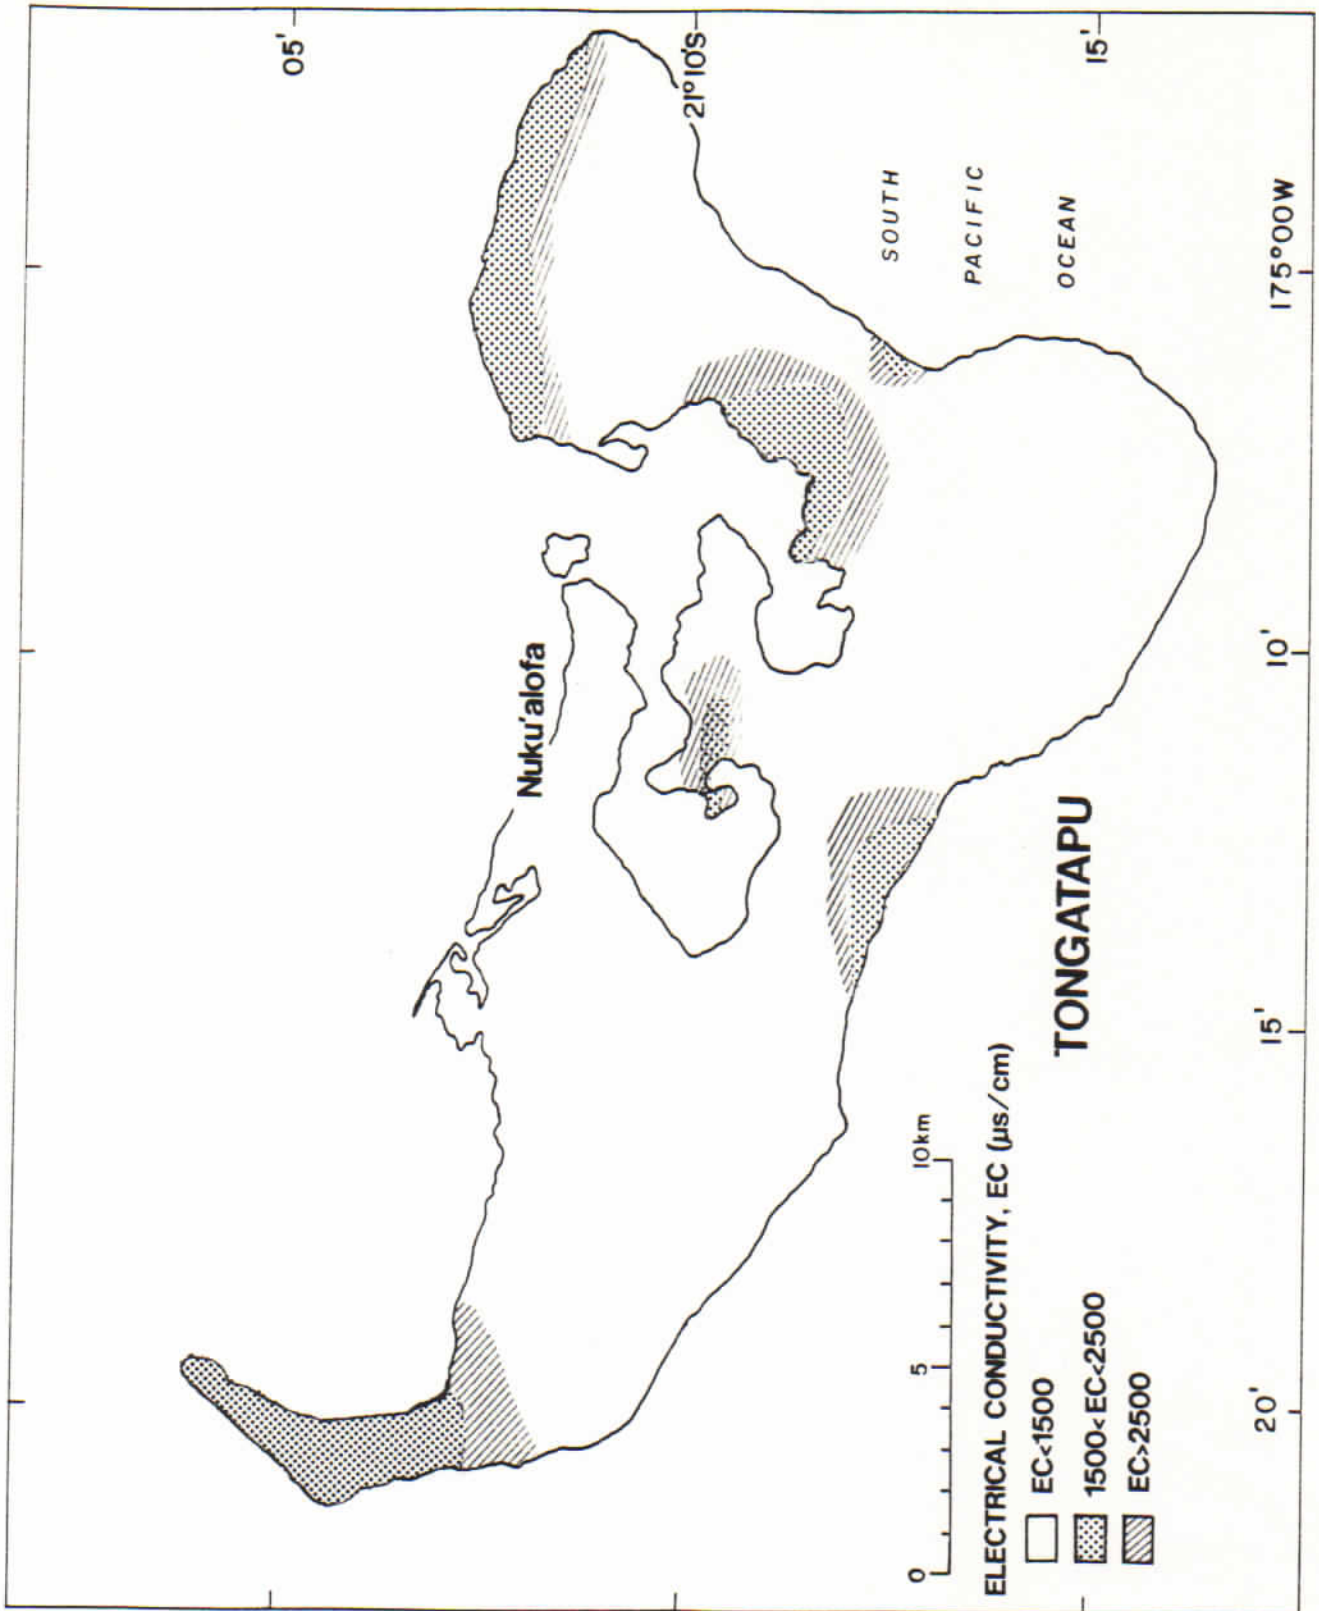 05'
21°10'S
15'
SOUTH
PACIFIC
OCEAN
175°00W
10'
15'
20'
Nuku'alofa
TONGATAPU
0 5 10km
ELECTRICAL CONDUCTIVITY, EC (µs/cm)
EC<1500
1500<EC<2500
EC>2500